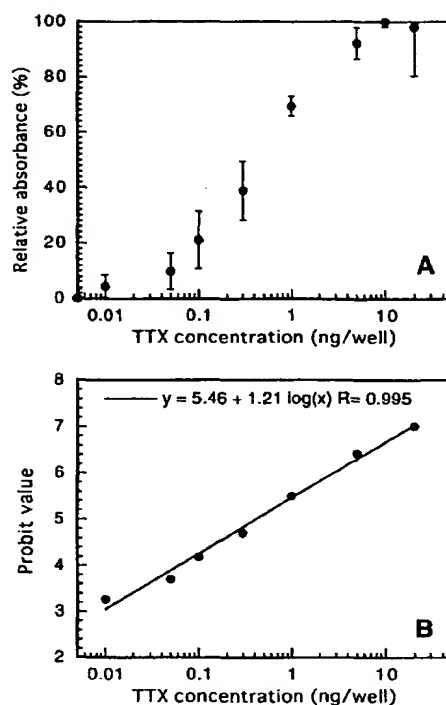 100
80
60
40
20
0
Relative absorbance (%)
A
0.01 0.1 1 10
TTX concentration (ng/well)
8
7
6
5
4
3
2
Probit value
y = 5.46 + 1.21 log(x) R= 0.995
B
0.01 0.1 1 10
TTX concentration (ng/well)